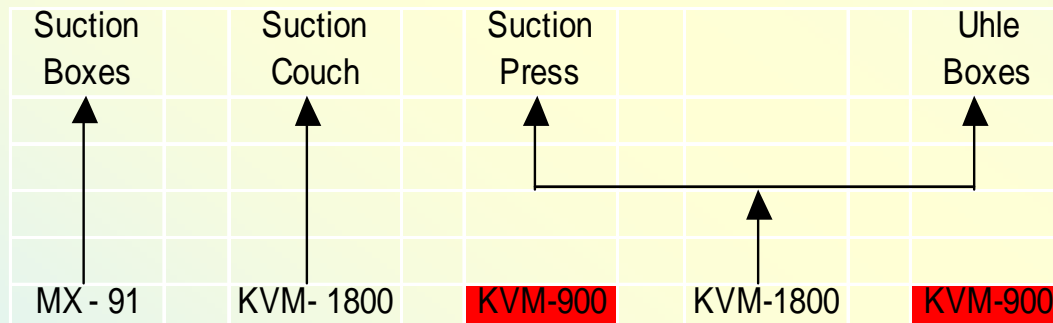 Suction Suction Suction Uhle
Boxes Couch Press Boxes
MX - 91 KVM- 1800 KVM-900 KVM-1800 KVM-900